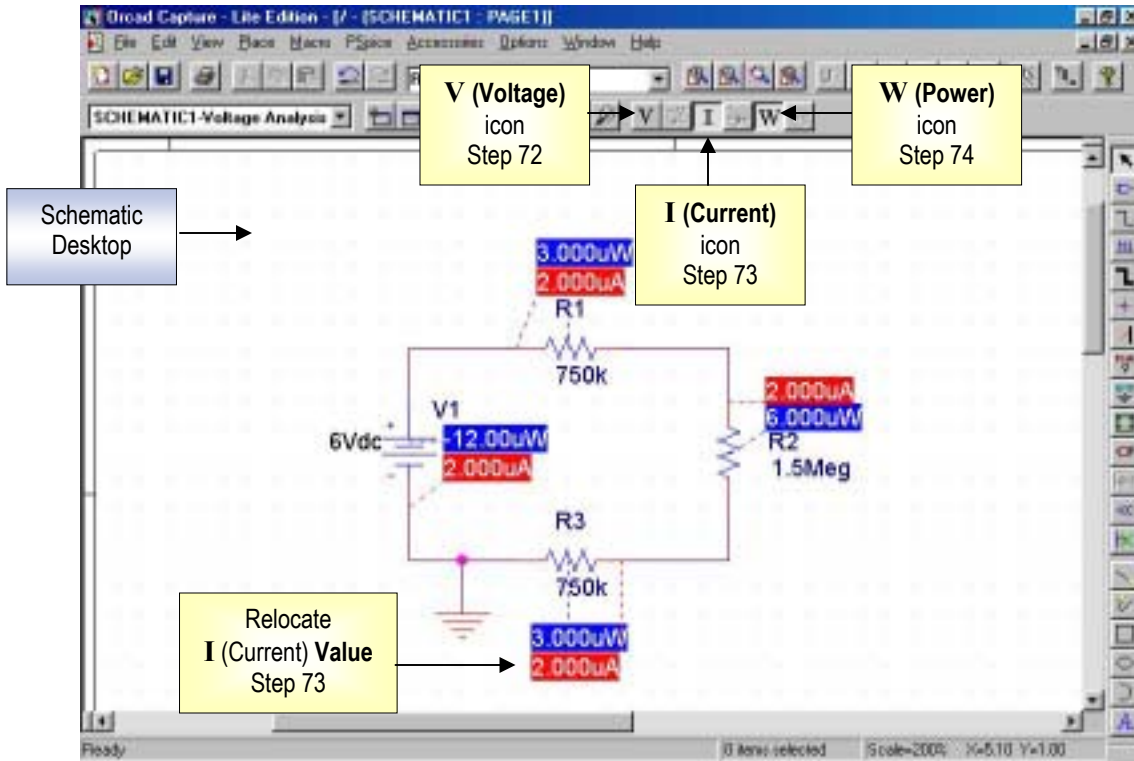 Orcad Capture - Lite Edition - [/ - (SCHEMATIC1 : PAGE1)]
File Edit View Place Macro PSpice Accessories Options Window Help
SCHEMATIC1-Voltage Analysis
V I W
V (Voltage)
icon
Step 72
W (Power)
icon
Step 74
I (Current)
icon
Step 73
Schematic
Desktop
3.000uW
2.000uA
R1
750k
2.000uA
6.000uW
R2
1.5Meg
V1
6Vdc
-12.00uW
2.000uA
R3
750k
3.000uW
2.000uA
Relocate
I (Current) Value
Step 73
Ready
0 items selected Scale=200% X=5.10 Y=1.00